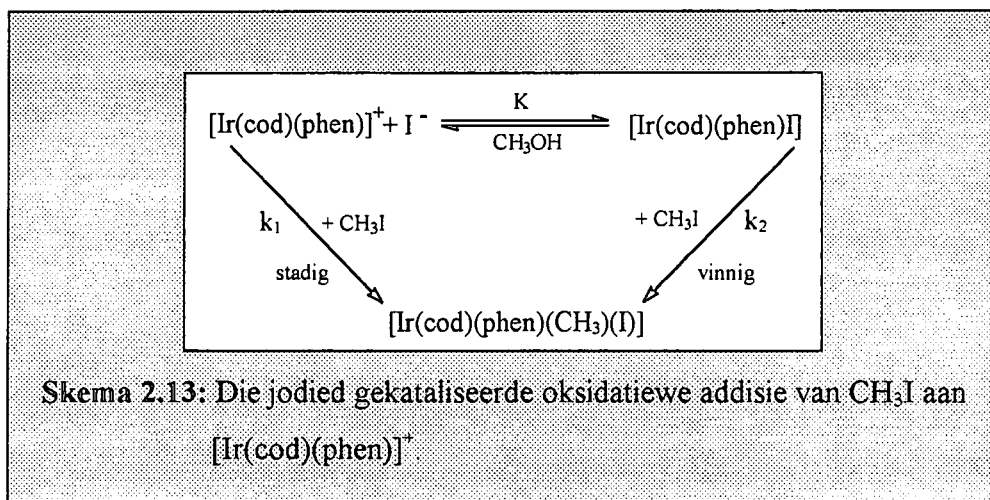 K
[Ir(cod)(phen)]⁺ + I⁻ ⇌ [Ir(cod)(phen)I]
CH₃OH
k₁ + CH₃I + CH₃I k₂
stadig vinnig
[Ir(cod)(phen)(CH₃)(I)]
Skema 2.13: Die jodied gekataliseerde oksidatiewe addisie van CH₃I aan
[Ir(cod)(phen)]⁺.